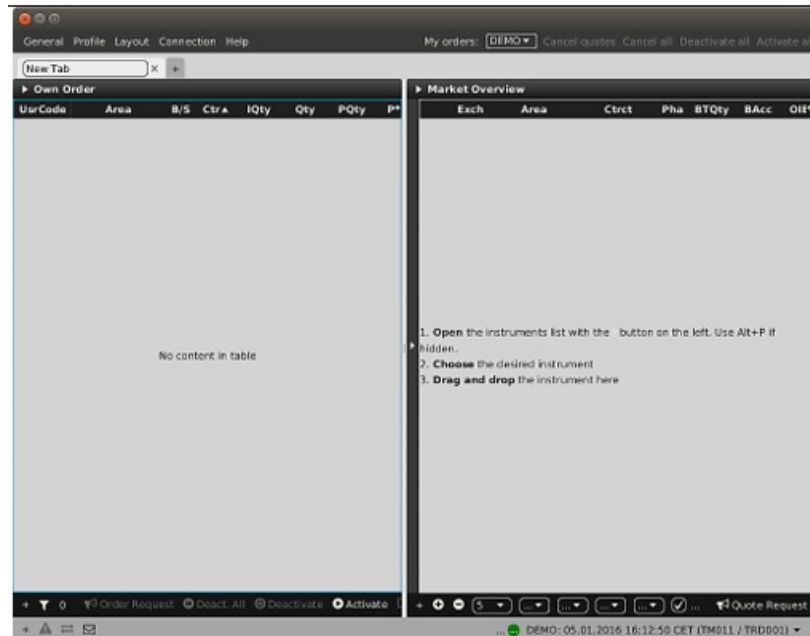 General Profile Layout Connection Help
My orders: DEMO Cancel quotes Cancel all Deactivate all Activate al
New Tab
Own Order
UsrCode Area B/S Ctr IQty Qty PQty P
No content in table
Order Request Deact. All Deactivate Activate
0
Market Overview
Exch Area Ctrct Pha BTQty BAcc
1. Open the instruments list with the button on the left. Use Alt+P if
hidden.
2. Choose the desired instrument
3. Drag and drop the instrument here
5 ... ... ... ... ... Quote Request
... DEMO: 05.01.2016 16:12:50 CET (TM011 / TRD001)